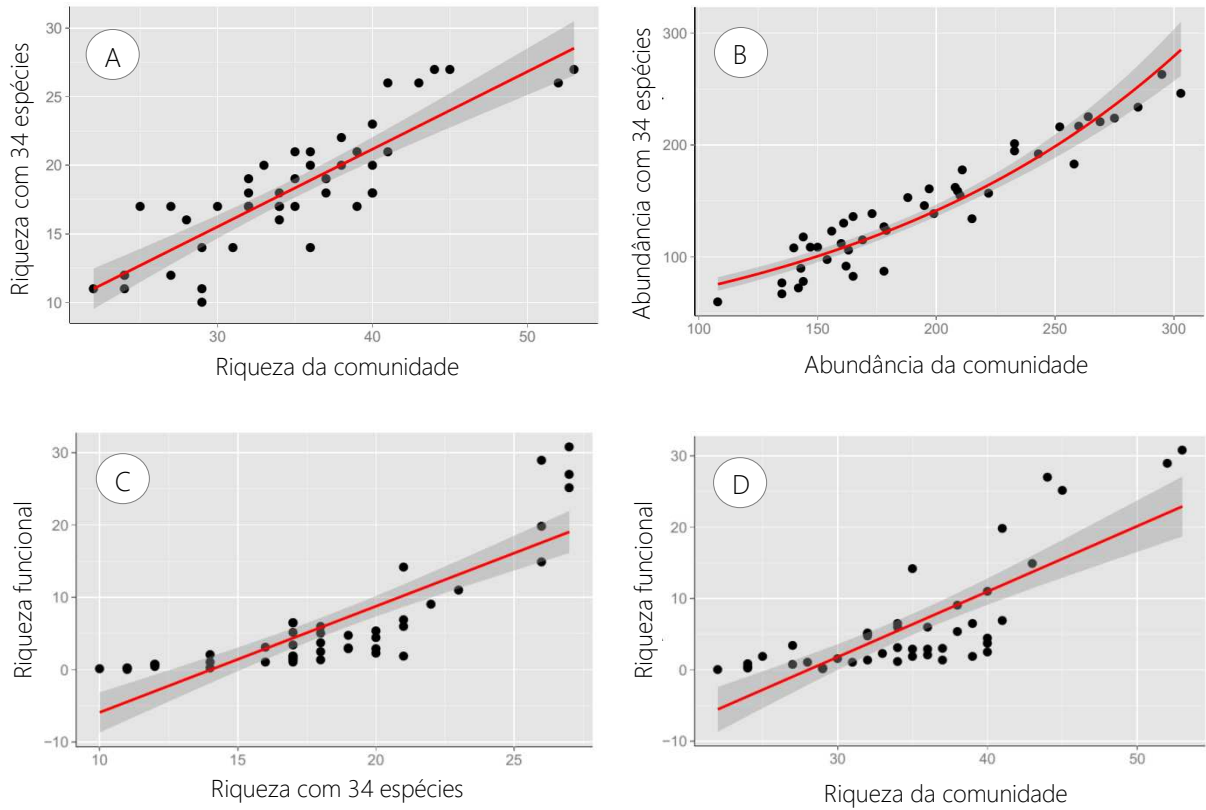 A
Riqueza com 34 espécies
30
25
20
15
10
30
40
50
Riqueza da comunidade
B
Abundância com 34 espécies
300
200
100
100
150
200
250
300
Abundância da comunidade
C
Riqueza funcional
30
20
10
0
−10
10
15
20
25
Riqueza com 34 espécies
D
Riqueza funcional
30
20
10
0
−10
30
40
50
Riqueza da comunidade